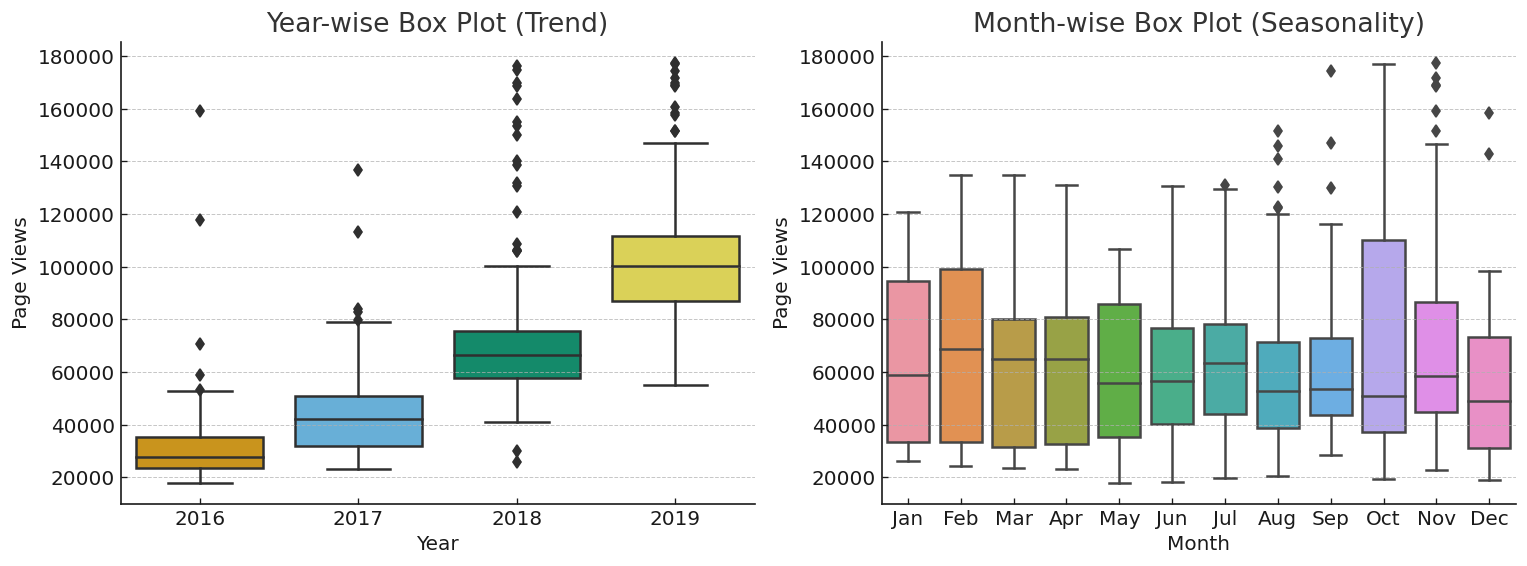 Year-wise Box Plot (Trend)
Page Views
180000
160000
140000
120000
100000
80000
60000
40000
20000
2016 2017 2018 2019
Year
Month-wise Box Plot (Seasonality)
Page Views
180000
160000
140000
120000
100000
80000
60000
40000
20000
Jan Feb Mar Apr May Jun Jul Aug Sep Oct Nov Dec
Month